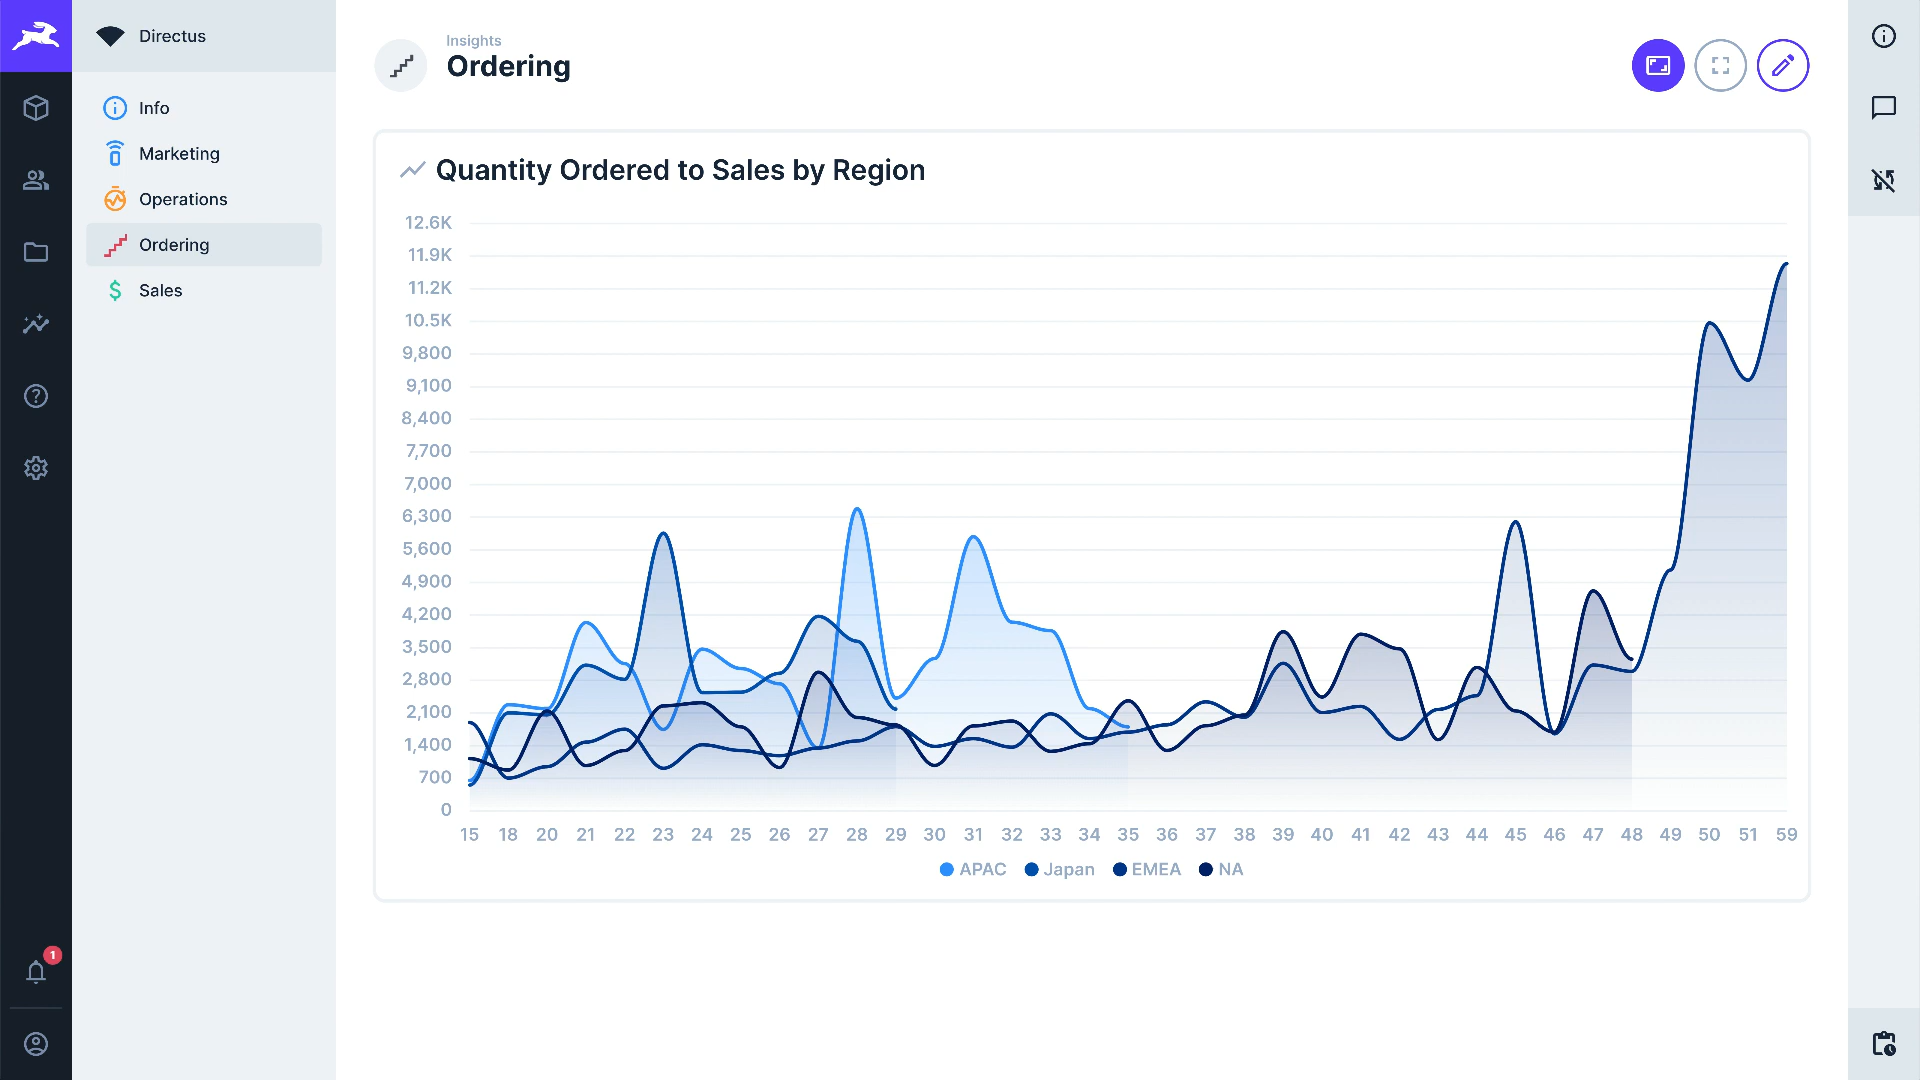 Directus
Info
Marketing
Operations
Ordering
Sales
1
Insights
Ordering
Quantity Ordered to Sales by Region
12.6K
11.9K
11.2K
10.5K
9,800
9,100
8,400
7,700
7,000
6,300
5,600
4,900
4,200
3,500
2,800
2,100
1,400
700
0
15 18 20 21 22 23 24 25 26 27 28 29 30 31 32 33 34 35 36 37 38 39 40 41 42 43 44 45 46 47 48 49 50 51 59
APAC Japan EMEA NA